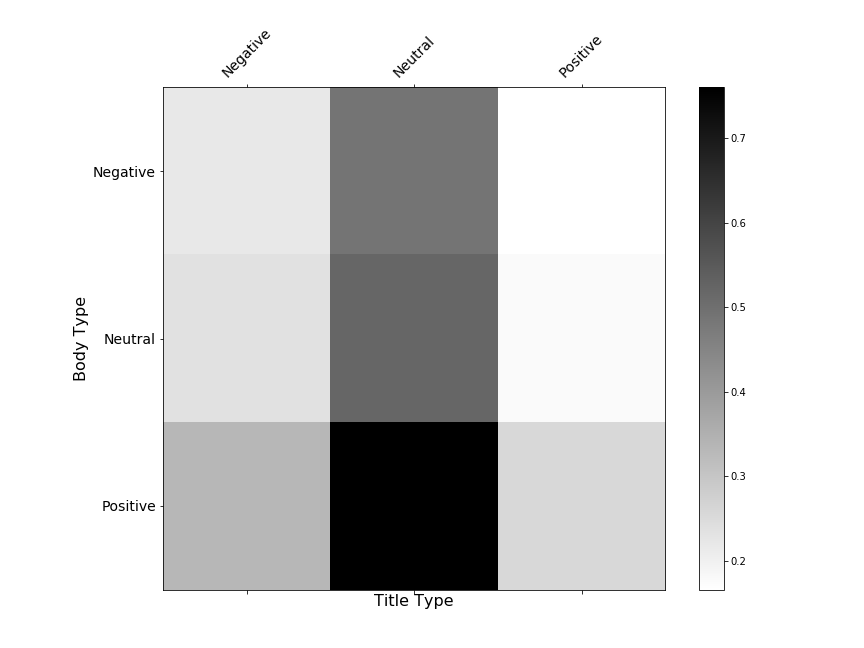 Negative
Neutral
Positive
Negative
Neutral
Positive
Body Type
Title Type
0.7
0.6
0.5
0.4
0.3
0.2